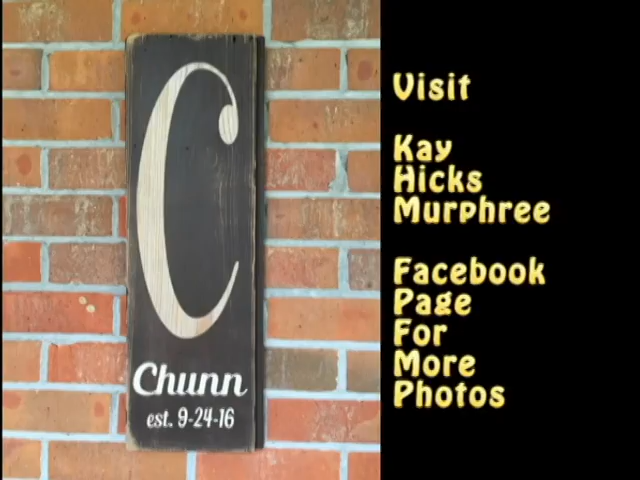 C
Chunn
est. 9-24-16
Visit
Kay
Hicks
Murphree
Facebook
Page
For
More
Photos